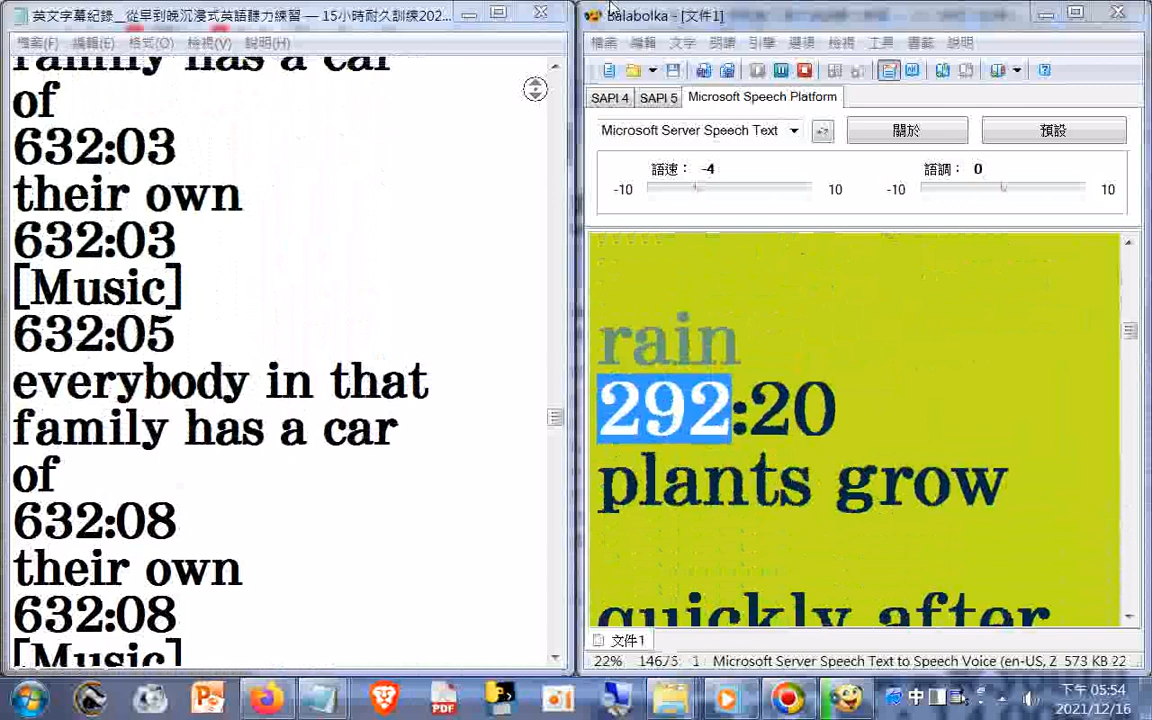 英文字幕紀錄__從早到晚沉浸式英語聽力練習 — 15小時耐久訓練202...
檔案(F) 編輯(E) 格式(O) 檢視(V) 說明(H)
family has a car
of
632:03
their own
632:03
[Music]
632:05
everybody in that
family has a car
of
632:08
their own
632:08
[Music]
Balabolka - [文件1]
檔案 編輯 文字 朗讀 引擎 選項 檢視 工具 書籤 說明
SAPI 4 SAPI 5 Microsoft Speech Platform
Microsoft Server Speech Text 關於 預設
語速： -4 語調： 0
-10 10 -10 10
rain
292:20
plants grow
quickly after
文件1
22% 146/5 1 Microsoft Server Speech Text to Speech Voice (en-US, Z 573 KB 22
PDF 中 下午 05:54
2021/12/16